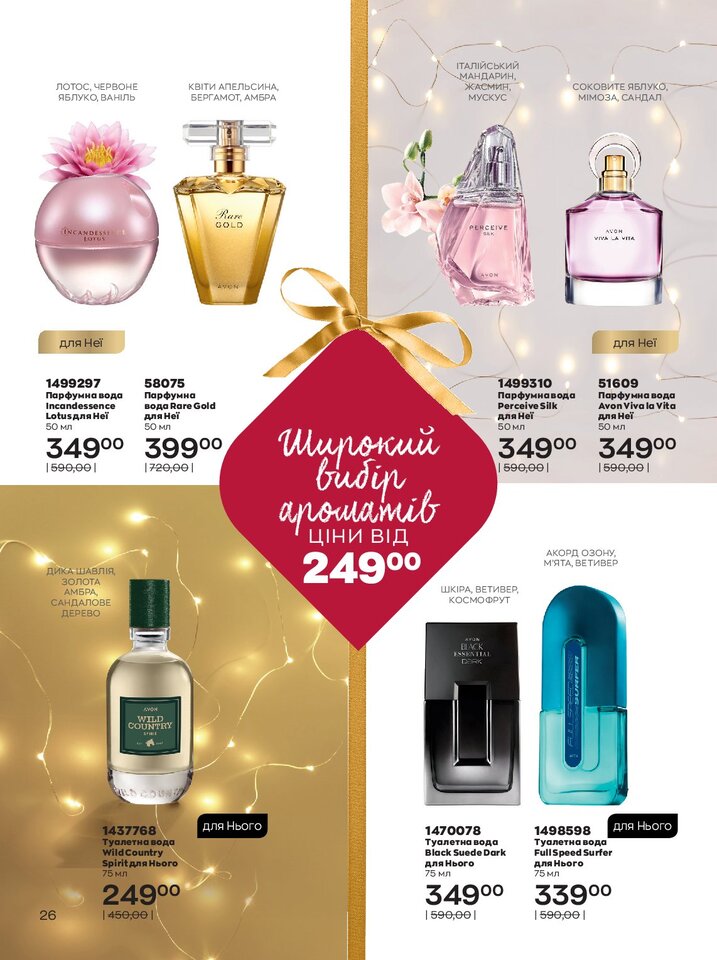 ЛОТОС, ЧЕРВОНЕ
ЯБЛУКО, ВАНІЛЬ
КВІТИ АПЕЛЬСИНА,
БЕРГАМОТ, АМБРА
INCANDESSENCE
LOTUS
Rare
GOLD
AVON
для Неї
1499297
Парфумна вода
Incandessence
Lotus для Неї
50 мл
349⁰⁰
| 590,00 |
58075
Парфумна
вода Rare Gold
для Неї
50 мл
399⁰⁰
| 720,00 |
ІТАЛІЙСЬКИЙ
МАНДАРИН,
ЖАСМИН,
МУСКУС
СОКОВИТЕ ЯБЛУКО,
МІМОЗА, САНДАЛ
PERCEIVE
SILK
AVON
AVON
VIVA LA VITA
для Неї
1499310
Парфумна вода
Perceive Silk
для Неї
50 мл
349⁰⁰
| 590,00 |
51609
Парфумна вода
Avon Viva la Vita
для Неї
50 мл
349⁰⁰
| 590,00 |
Широкий
вибір
ароматів
ЦІНИ ВІД
249⁰⁰
ДИКА ШАВЛІЯ,
ЗОЛОТА
АМБРА,
САНДАЛОВЕ
ДЕРЕВО
AVON
WILD
COUNTRY
SPIRIT
для Нього
1437768
Туалетна вода
Wild Country
Spirit для Нього
75 мл
249⁰⁰
| 450,00 |
ШКІРА, ВЕТИВЕР,
КОСМОФРУТ
АКОРД ОЗОНУ,
М'ЯТА, ВЕТИВЕР
AVON
BLACK
ESSENTIAL
DARK
FULL SPEED
SURFER
для Нього
1470078
Туалетна вода
Black Suede Dark
для Нього
75 мл
349⁰⁰
| 590,00 |
1498598
Туалетна вода
Full Speed Surfer
для Нього
75 мл
339⁰⁰
| 590,00 |
26